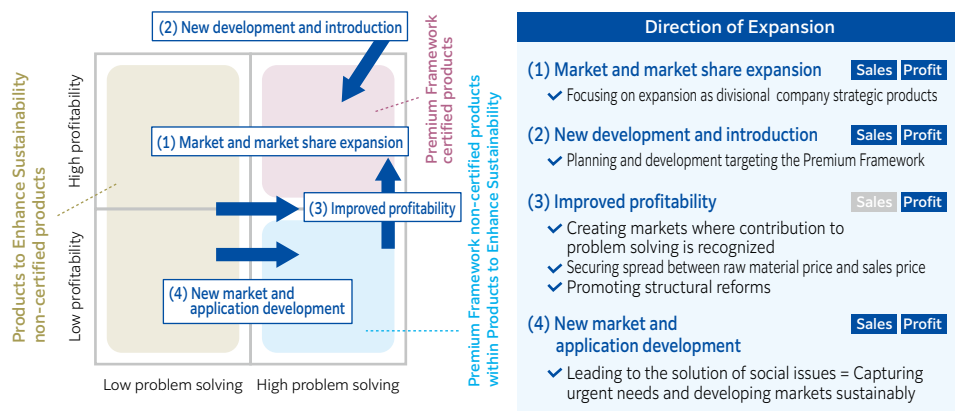 (2) New development and introduction
Products to Enhance Sustainability
non-certified products
High profitability
Low profitability
Premium Framework
certified products
(1) Market and market share expansion
(3) Improved profitability
(4) New market and
application development
Premium Framework non-certified products
within Products to Enhance Sustainability
Low problem solving
High problem solving
Direction of Expansion
(1) Market and market share expansion Sales Profit
Focusing on expansion as divisional company strategic products
(2) New development and introduction Sales Profit
Planning and development targeting the Premium Framework
(3) Improved profitability Sales Profit
Creating markets where contribution to
problem solving is recognized
Securing spread between raw material price and sales price
Promoting structural reforms
(4) New market and Sales Profit
application development
Leading to the solution of social issues = Capturing
urgent needs and developing markets sustainably